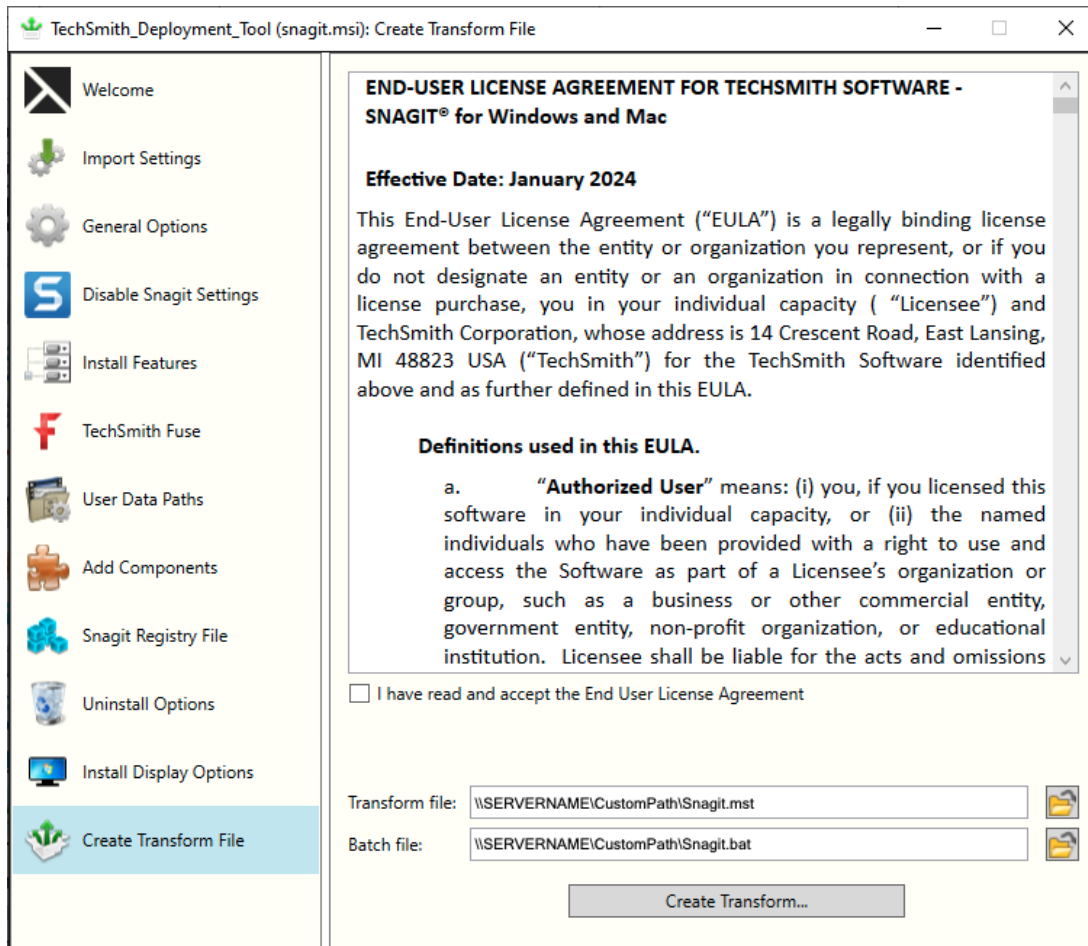 TechSmith_Deployment_Tool (snagit.msi): Create Transform File
Welcome
Import Settings
General Options
Disable Snagit Settings
Install Features
TechSmith Fuse
User Data Paths
Add Components
Snagit Registry File
Uninstall Options
Install Display Options
Create Transform File
END-USER LICENSE AGREEMENT FOR TECHSMITH SOFTWARE -
SNAGIT® for Windows and Mac
Effective Date: January 2024
This End-User License Agreement (“EULA”) is a legally binding license
agreement between the entity or organization you represent, or if you
do not designate an entity or an organization in connection with a
license purchase, you in your individual capacity ( “Licensee”) and
TechSmith Corporation, whose address is 14 Crescent Road, East Lansing,
MI 48823 USA (“TechSmith”) for the TechSmith Software identified
above and as further defined in this EULA.
Definitions used in this EULA.
a. “Authorized User” means: (i) you, if you licensed this
software in your individual capacity, or (ii) the named
individuals who have been provided with a right to use and
access the Software as part of a Licensee’s organization or
group, such as a business or other commercial entity,
government entity, non-profit organization, or educational
institution. Licensee shall be liable for the acts and omissions
I have read and accept the End User License Agreement
Transform file: \\SERVERNAME\CustomPath\Snagit.mst
Batch file: \\SERVERNAME\CustomPath\Snagit.bat
Create Transform...